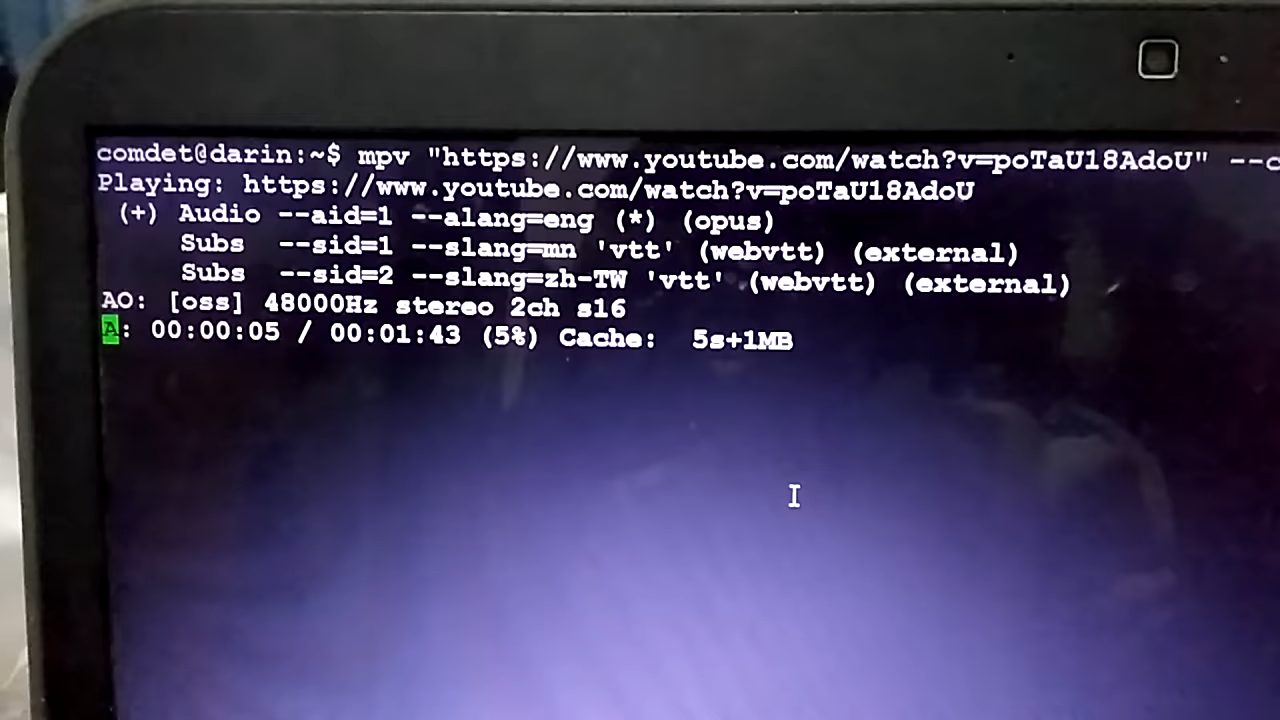 comdet@darin:~$ mpv "https://www.youtube.com/watch?v=poTaU18AdoU" --
Playing: https://www.youtube.com/watch?v=poTaU18AdoU
(+) Audio --aid=1 --alang=eng (*) (opus)
Subs --sid=1 --slang=mn 'vtt' (webvtt) (external)
Subs --sid=2 --slang=zh-TW 'vtt' (webvtt) (external)
AO: [oss] 48000Hz stereo 2ch s16
A: 00:00:05 / 00:01:43 (5%) Cache: 5s+1MB